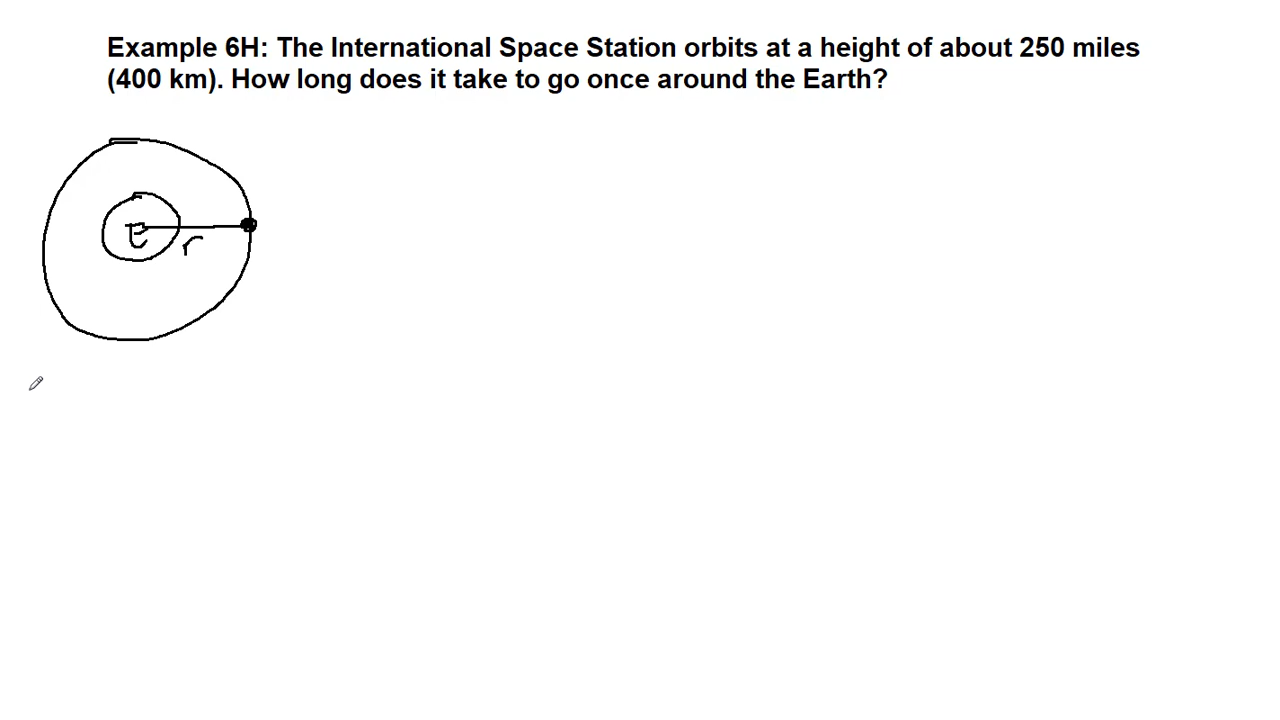 Example 6H: The International Space Station orbits at a height of about 250 miles
(400 km). How long does it take to go once around the Earth?
E
r